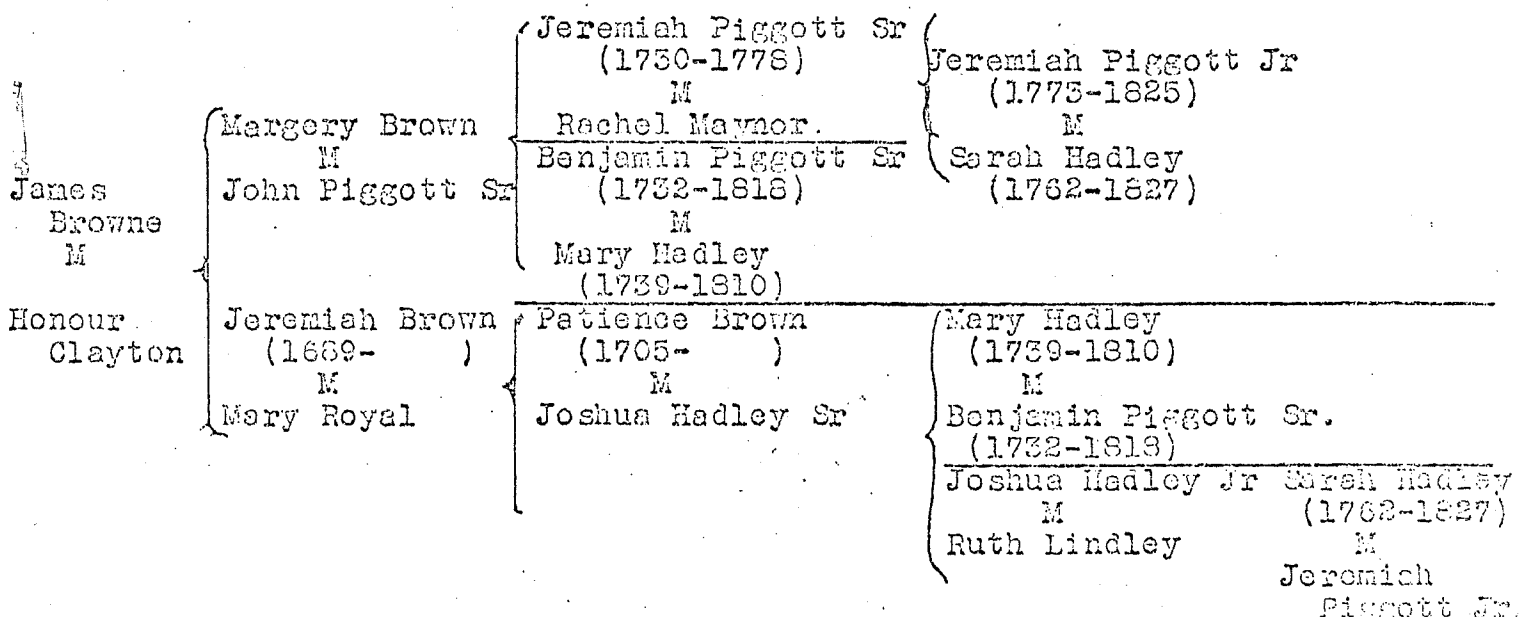 James
Browne
M
Honour
Clayton
Margery Brown
M
John Piggott Sr
Jeremiah Brown
(1689-     )
M
Mary Royal
Jeremiah Piggott Sr
(1730-1778)
M
Rachel Maynor.
Benjamin Piggott Sr
(1732-1818)
M
Mary Hadley
(1739-1810)
Patience Brown
(1705-     )
M
Joshua Hadley Sr
Jeremiah Piggott Jr
(1773-1825)
M
Sarah Hadley
(1762-1827)
Mary Hadley
(1739-1810)
M
Benjamin Piggott Sr.
(1732-1818)
Joshua Hadley Jr
M
Ruth Lindley
Sarah Hadley
(1762-1827)
M
Jeremiah
Piggott Jr.